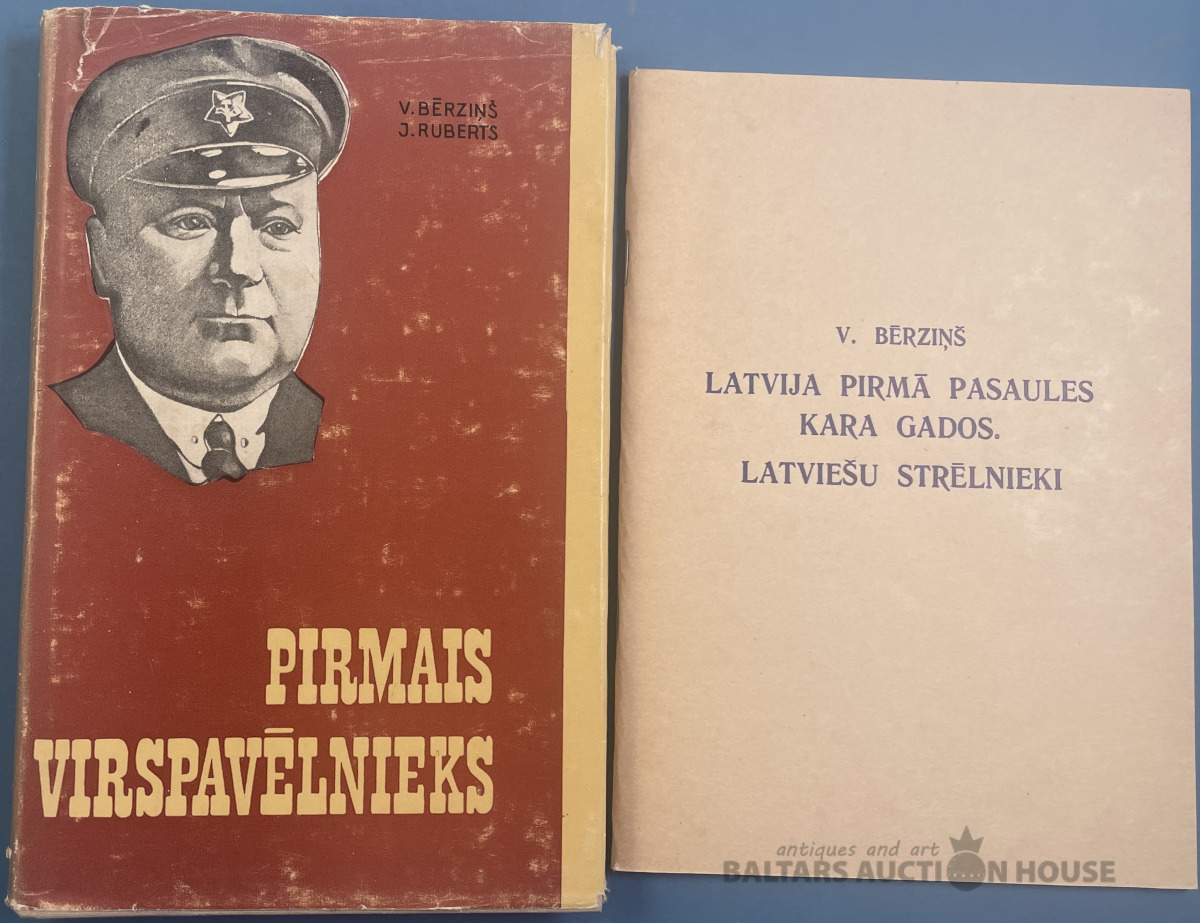 V. BĒRZIŅŠ
J. RUBERTS
PIRMAIS
VIRSPAVĒLNIEKS
V. BĒRZIŅŠ
LATVIJA PIRMĀ PASAULES
KARA GADOS.
LATVIEŠU STRĒLNIEKI
antiques and art
BALTARS AUCTION HOUSE